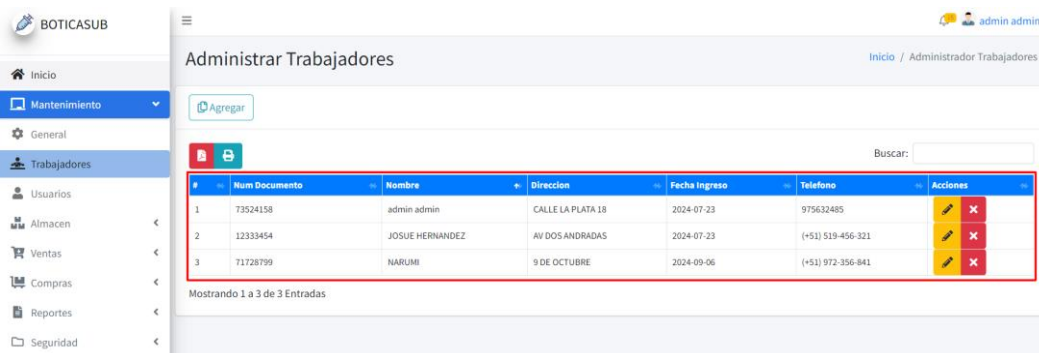 BOTICASUB
admin admin
Administrar Trabajadores
Inicio / Administrador Trabajadores
Inicio
Mantenimiento
General
Trabajadores
Usuarios
Almacen
Ventas
Compras
Reportes
Seguridad
Agregar
Buscar:
# Num Documento Nombre Direccion Fecha Ingreso Telefono Acciones
1 73524158 admin admin CALLE LA PLATA 18 2024-07-23 975632485
2 12333454 JOSUE HERNANDEZ AV DOS ANDRADAS 2024-07-23 (+51) 519-456-321
3 71728799 NARUMI 9 DE OCTUBRE 2024-09-06 (+51) 972-356-841
Mostrando 1 a 3 de 3 Entradas